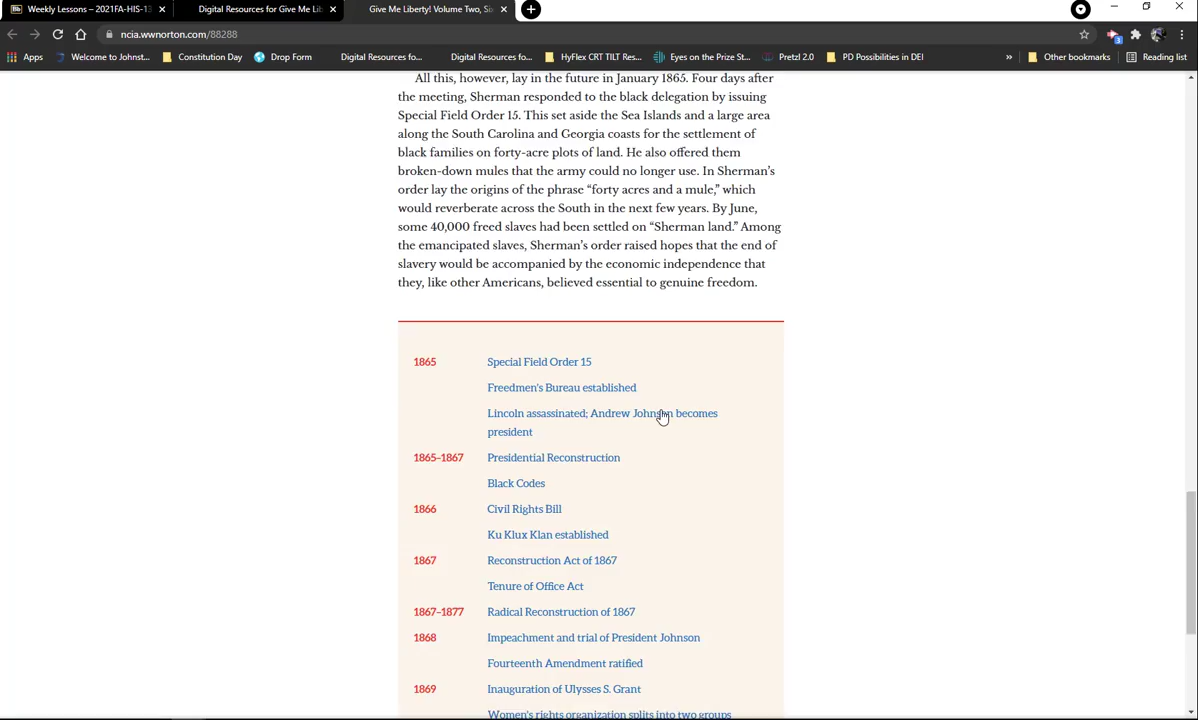 Weekly Lessons – 2021FA-HIS-13
Digital Resources for Give Me Lib
Give Me Liberty! Volume Two, Six
ncia.wwnorton.com/88288
3
Apps
Welcome to Johnst...
Constitution Day
Drop Form
Digital Resources fo...
Digital Resources fo...
HyFlex CRT TILT Res...
Eyes on the Prize St...
Pretzl 2.0
PD Possibilities in DEI
»
Other bookmarks
Reading list
All this, however, lay in the future in January 1865. Four days after
the meeting, Sherman responded to the black delegation by issuing
Special Field Order 15. This set aside the Sea Islands and a large area
along the South Carolina and Georgia coasts for the settlement of
black families on forty-acre plots of land. He also offered them
broken-down mules that the army could no longer use. In Sherman’s
order lay the origins of the phrase “forty acres and a mule,” which
would reverberate across the South in the next few years. By June,
some 40,000 freed slaves had been settled on “Sherman land.” Among
the emancipated slaves, Sherman’s order raised hopes that the end of
slavery would be accompanied by the economic independence that
they, like other Americans, believed essential to genuine freedom.
1865 Special Field Order 15
Freedmen’s Bureau established
Lincoln assassinated; Andrew Johnson becomes
president
1865–1867 Presidential Reconstruction
Black Codes
1866 Civil Rights Bill
Ku Klux Klan established
1867 Reconstruction Act of 1867
Tenure of Office Act
1867–1877 Radical Reconstruction of 1867
1868 Impeachment and trial of President Johnson
Fourteenth Amendment ratified
1869 Inauguration of Ulysses S. Grant
Women’s rights organization splits into two groups